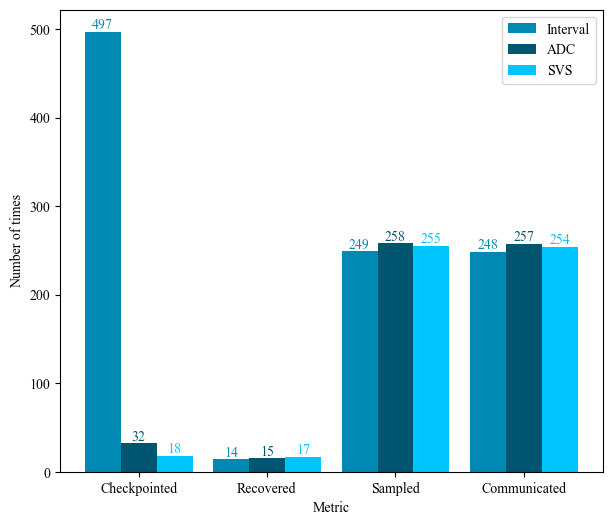 Interval
ADC
SVS
Number of times
500
400
300
200
100
0
497
32
18
14
15
17
249
258
255
248
257
254
Checkpointed
Recovered
Sampled
Communicated
Metric